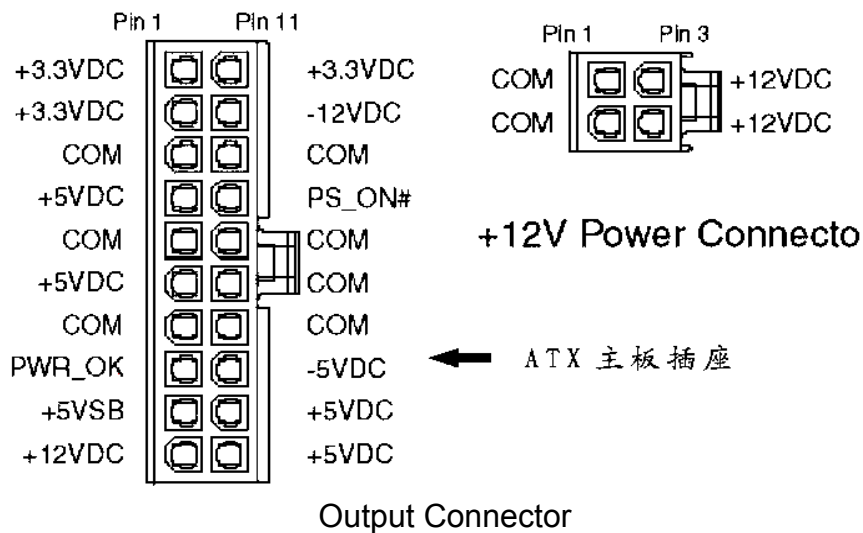 Pin 1 Pin 11
+3.3VDC +3.3VDC
+3.3VDC -12VDC
COM COM
+5VDC PS_ON#
COM COM
+5VDC COM
COM COM
PWR_OK -5VDC
+5VSB +5VDC
+12VDC +5VDC
Pin 1 Pin 3
COM +12VDC
COM +12VDC
+12V Power Connecto
ATX 主板插座
Output Connector